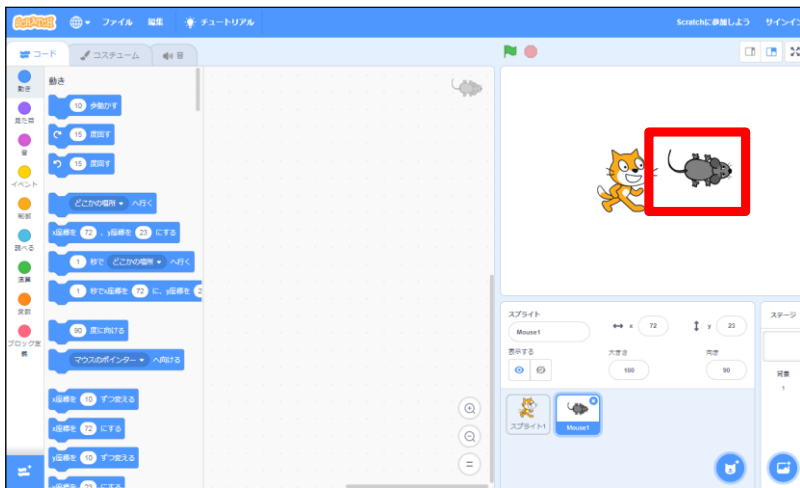 SCRATCH
ファイル 編集 チュートリアル Scratchに参加しよう サインイン
コード コスチューム 音
動き
見た目
音
イベント
制御
調べる
演算
変数
ブロック定義
動き
10 歩動かす
15 度回す
15 度回す
どこかの場所 へ行く
x座標を 72 、y座標を 23 にする
1 秒で どこかの場所 へ行く
1 秒でx座標を 72 に、y座標を 2
90 度に向ける
マウスのポインター へ向ける
x座標を 10 ずつ変える
x座標を 72 にする
y座標を 10 ずつ変える
y座標を 23 にする
スプライト
Mouse1
x 72
y 23
表示する
大きさ
100
向き
90
スプライト1
Mouse1
ステージ
背景
1